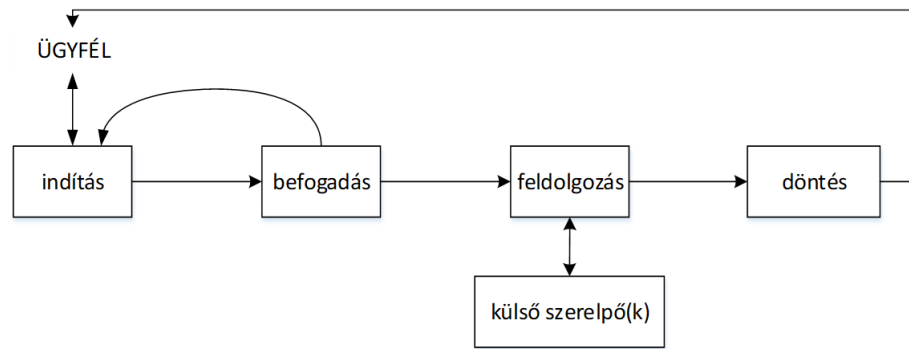 ÜGYFÉL
indítás
befogadás
feldolgozás
döntés
külső szerelpő(k)